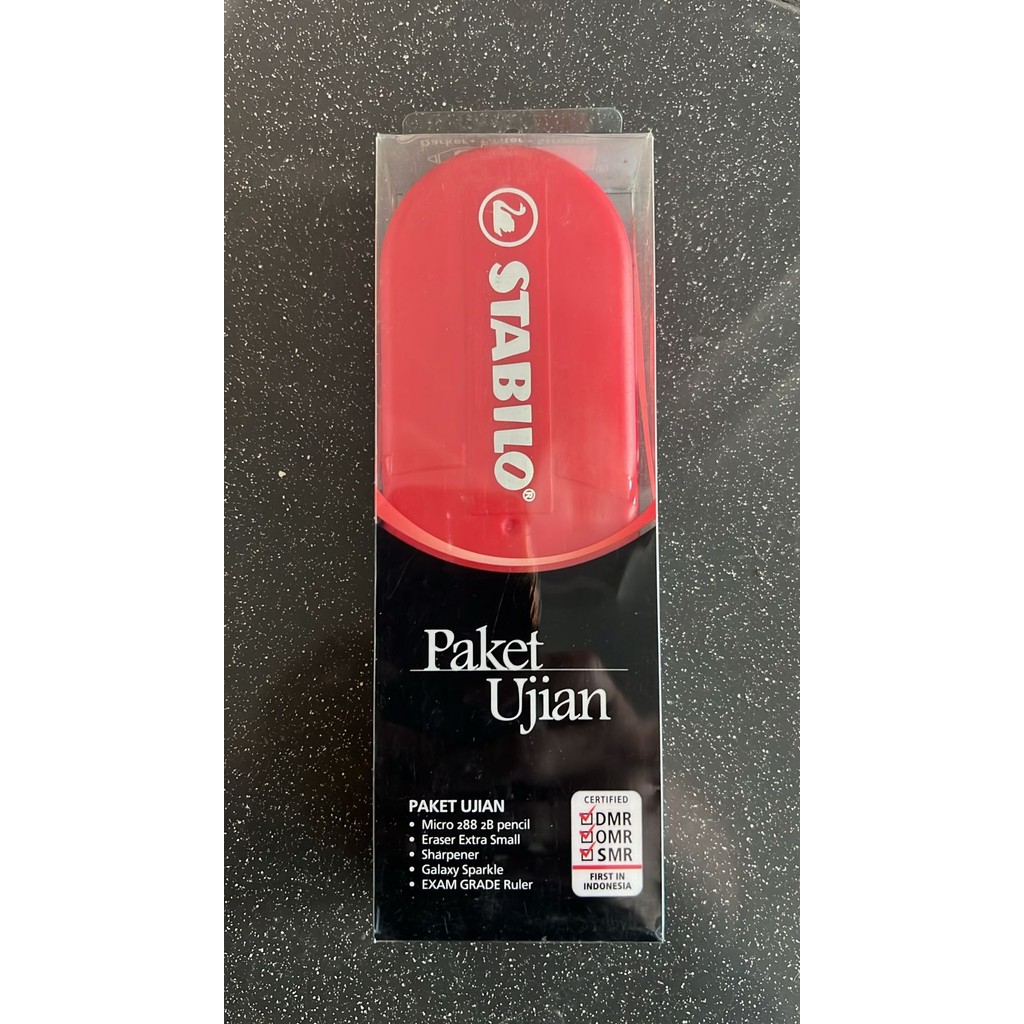 STABILO®
Paket
Ujian
PAKET UJIAN
• Micro 288 2B pencil
• Eraser Extra Small
• Sharpener
• Galaxy Sparkle
• EXAM GRADE Ruler
CERTIFIED
DMR
OMR
SMR
FIRST IN
INDONESIA